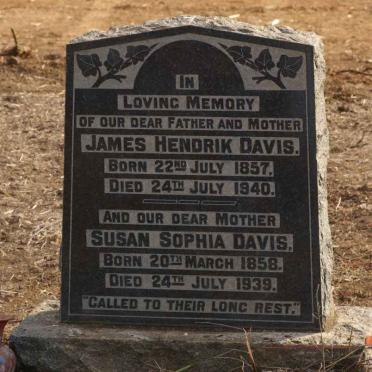 IN
LOVING MEMORY
OF OUR DEAR FATHER AND MOTHER
JAMES HENDRIK DAVIS.
BORN 22ND JULY 1857.
DIED 24TH JULY 1940.
AND OUR DEAR MOTHER
SUSAN SOPHIA DAVIS.
BORN 20TH MARCH 1858.
DIED 24TH JULY 1939.
"CALLED TO THEIR LONG REST."